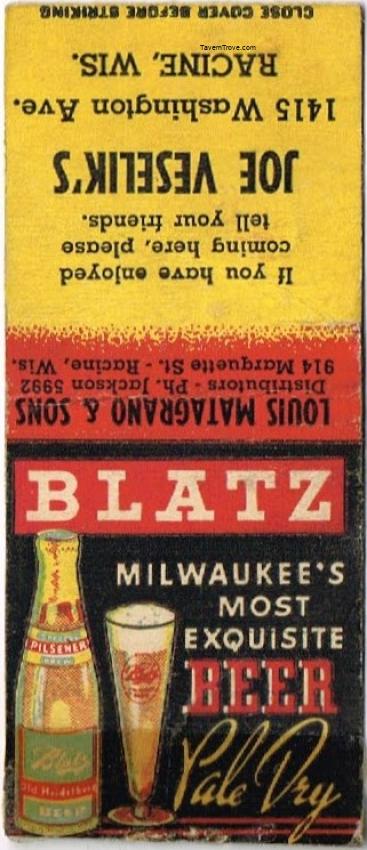 BLATZ
MILWAUKEE'S
MOST
EXQUISITE
BEER
Pale Dry
PILSENER
BREW
Blatz
Blatz
Old Heidelberg
BEER
LOUIS MATAGRANO & SONS
Distributors - Ph. Jackson 5992
914 Marquette St. - Racine, Wis.
If you have enjoyed
coming here, please
tell your friends.
JOE VESELIK'S
1415 Washington Ave.
RACINE, WIS.
TavernTrove.com
CLOSE COVER BEFORE STRIKING